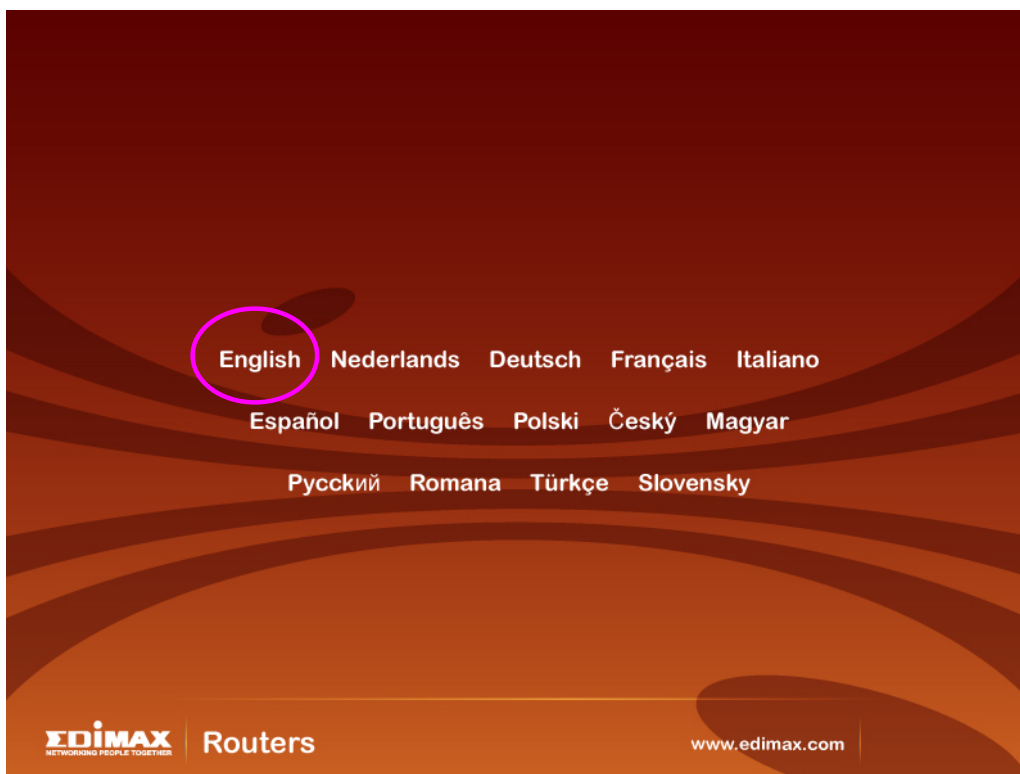 English Nederlands Deutsch Français Italiano
Español Português Polski Český Magyar
Pycckий Romana Türkçe Slovensky
EDIMAX
NETWORKING PEOPLE TOGETHER
Routers
www.edimax.com